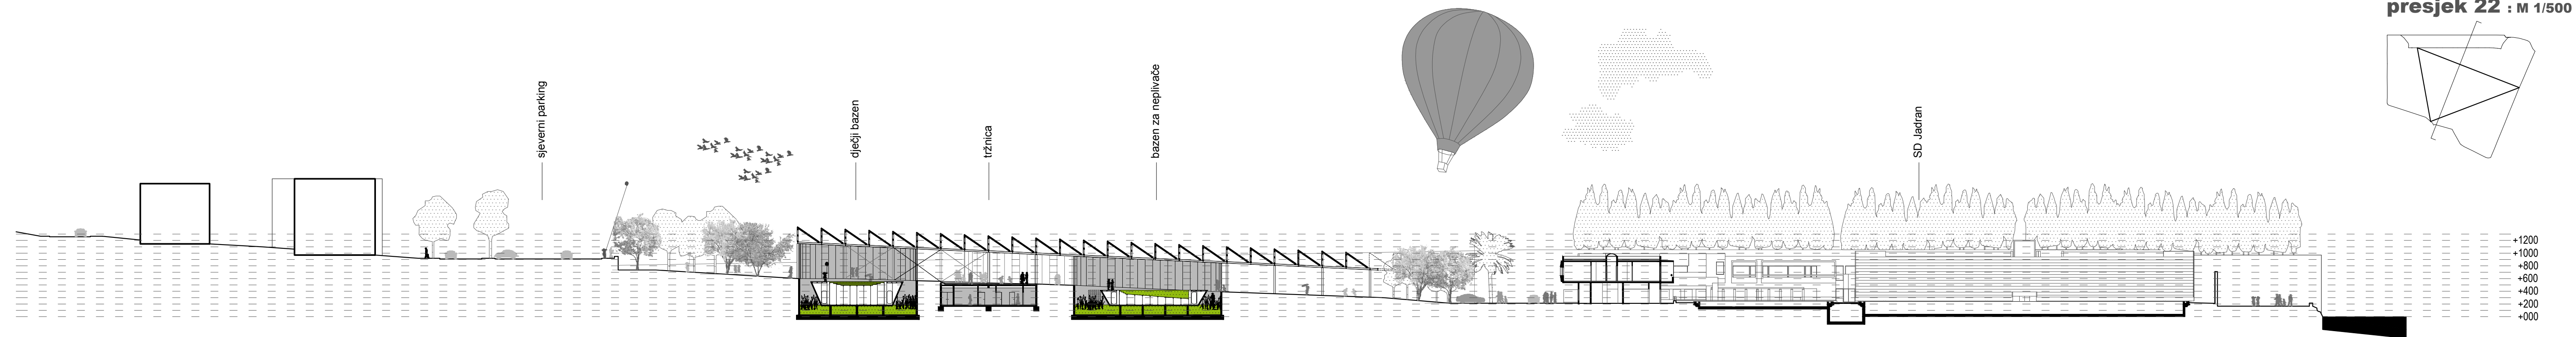 presjek 22 : M 1/500
sjeverni parking
dječji bazen
tržnica
bazen za neplivače
SD Jadran
+1200
+1000
+800
+600
+400
+200
+000